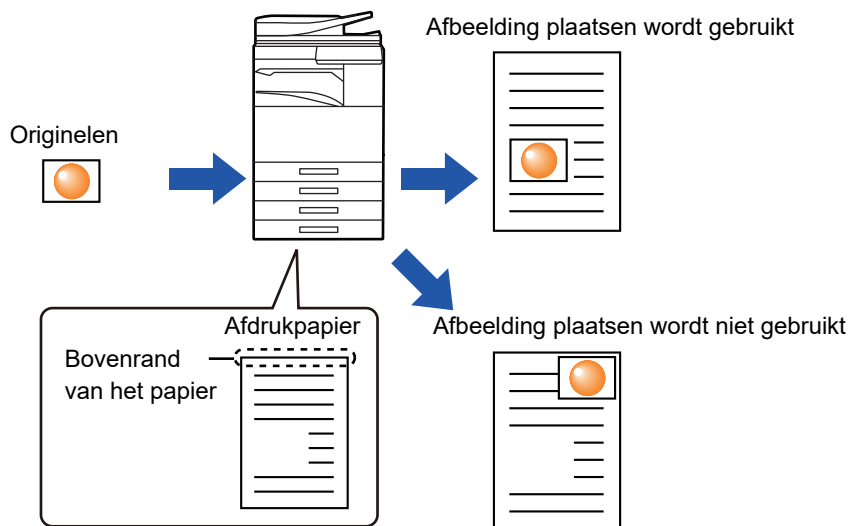 Afbeelding plaatsen wordt gebruikt
Originelen
Afdrukpapier
Bovenrand
van het papier
Afbeelding plaatsen wordt niet gebruikt